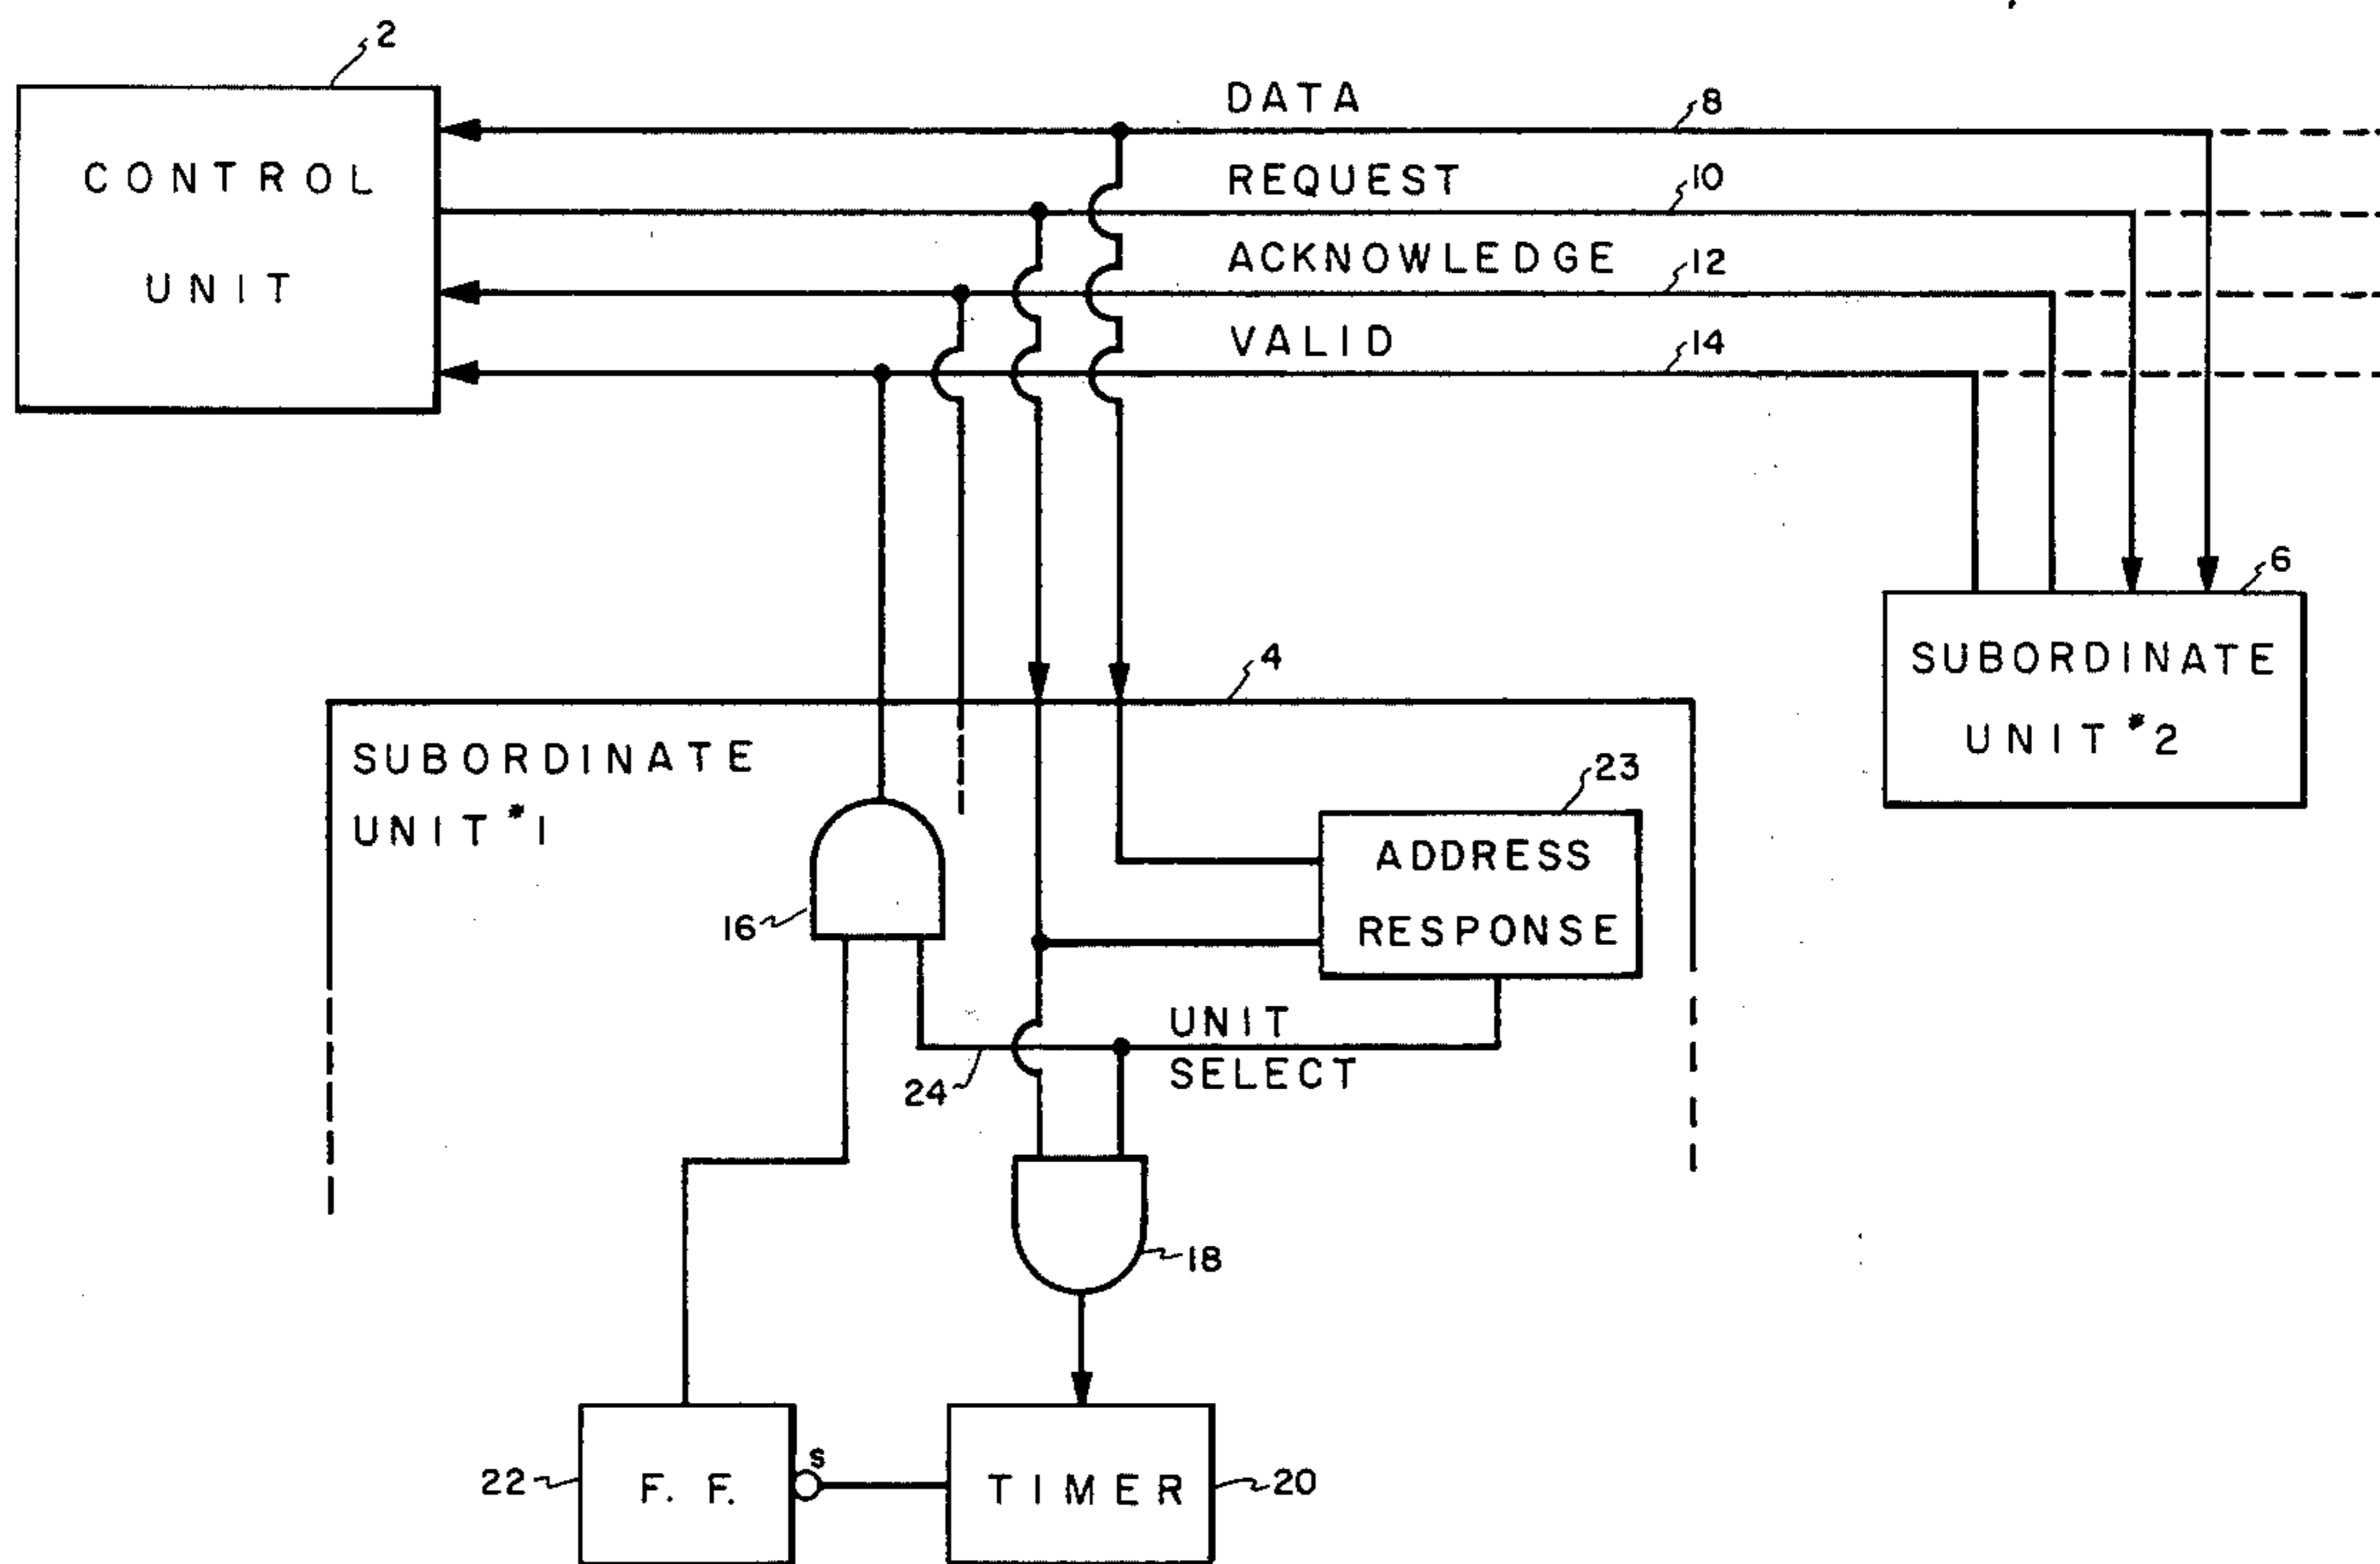 2
DATA
8
CONTROL
UNIT
REQUEST
10
ACKNOWLEDGE
12
VALID
14
6
SUBORDINATE
UNIT #2
4
SUBORDINATE
UNIT #1
23
ADDRESS
RESPONSE
16
UNIT
SELECT
24
18
S
22
F. F.
TIMER
20